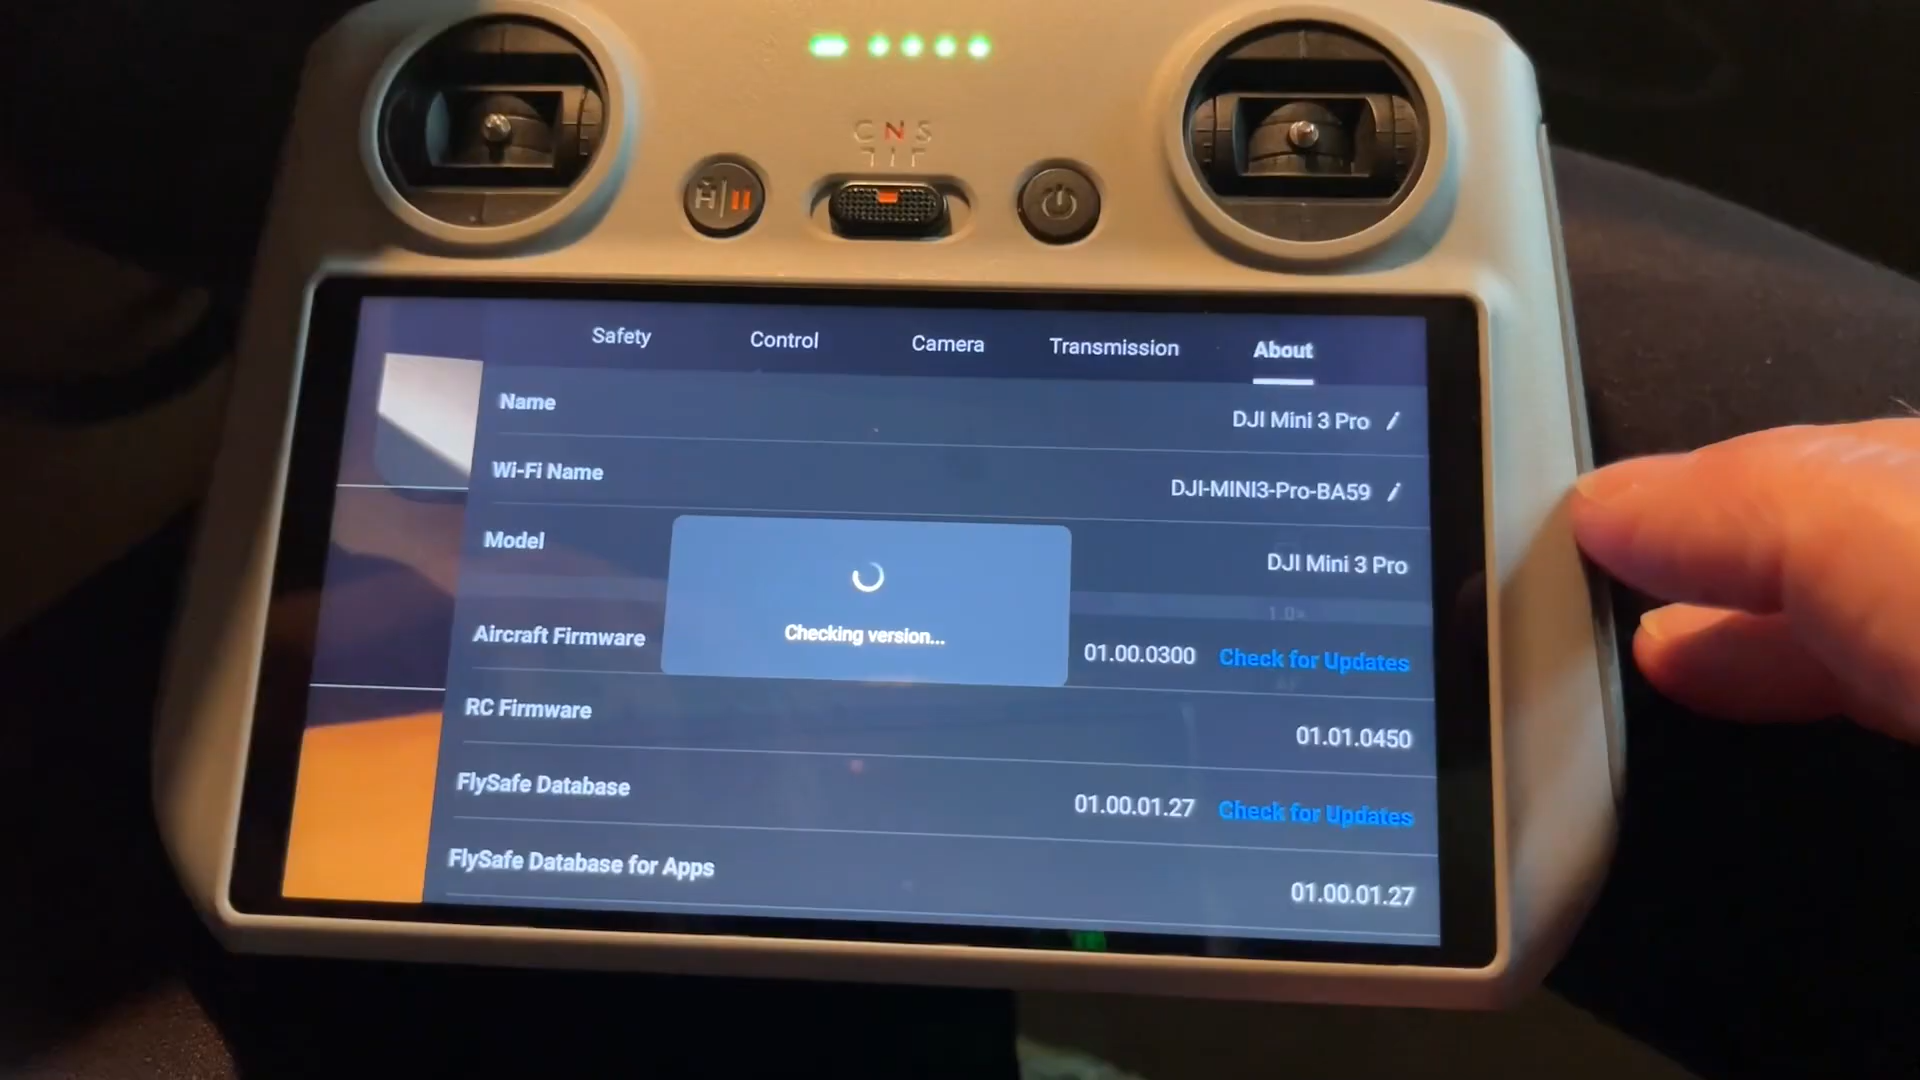 C N S
H
Safety Control Camera Transmission About
Name DJI Mini 3 Pro
Wi-Fi Name DJI-MINI3-Pro-BA59
Model DJI Mini 3 Pro
1.0×
Checking version...
Aircraft Firmware 01.00.0300 Check for Updates
RC Firmware 01.01.0450
FlySafe Database 01.00.01.27 Check for Updates
FlySafe Database for Apps 01.00.01.27